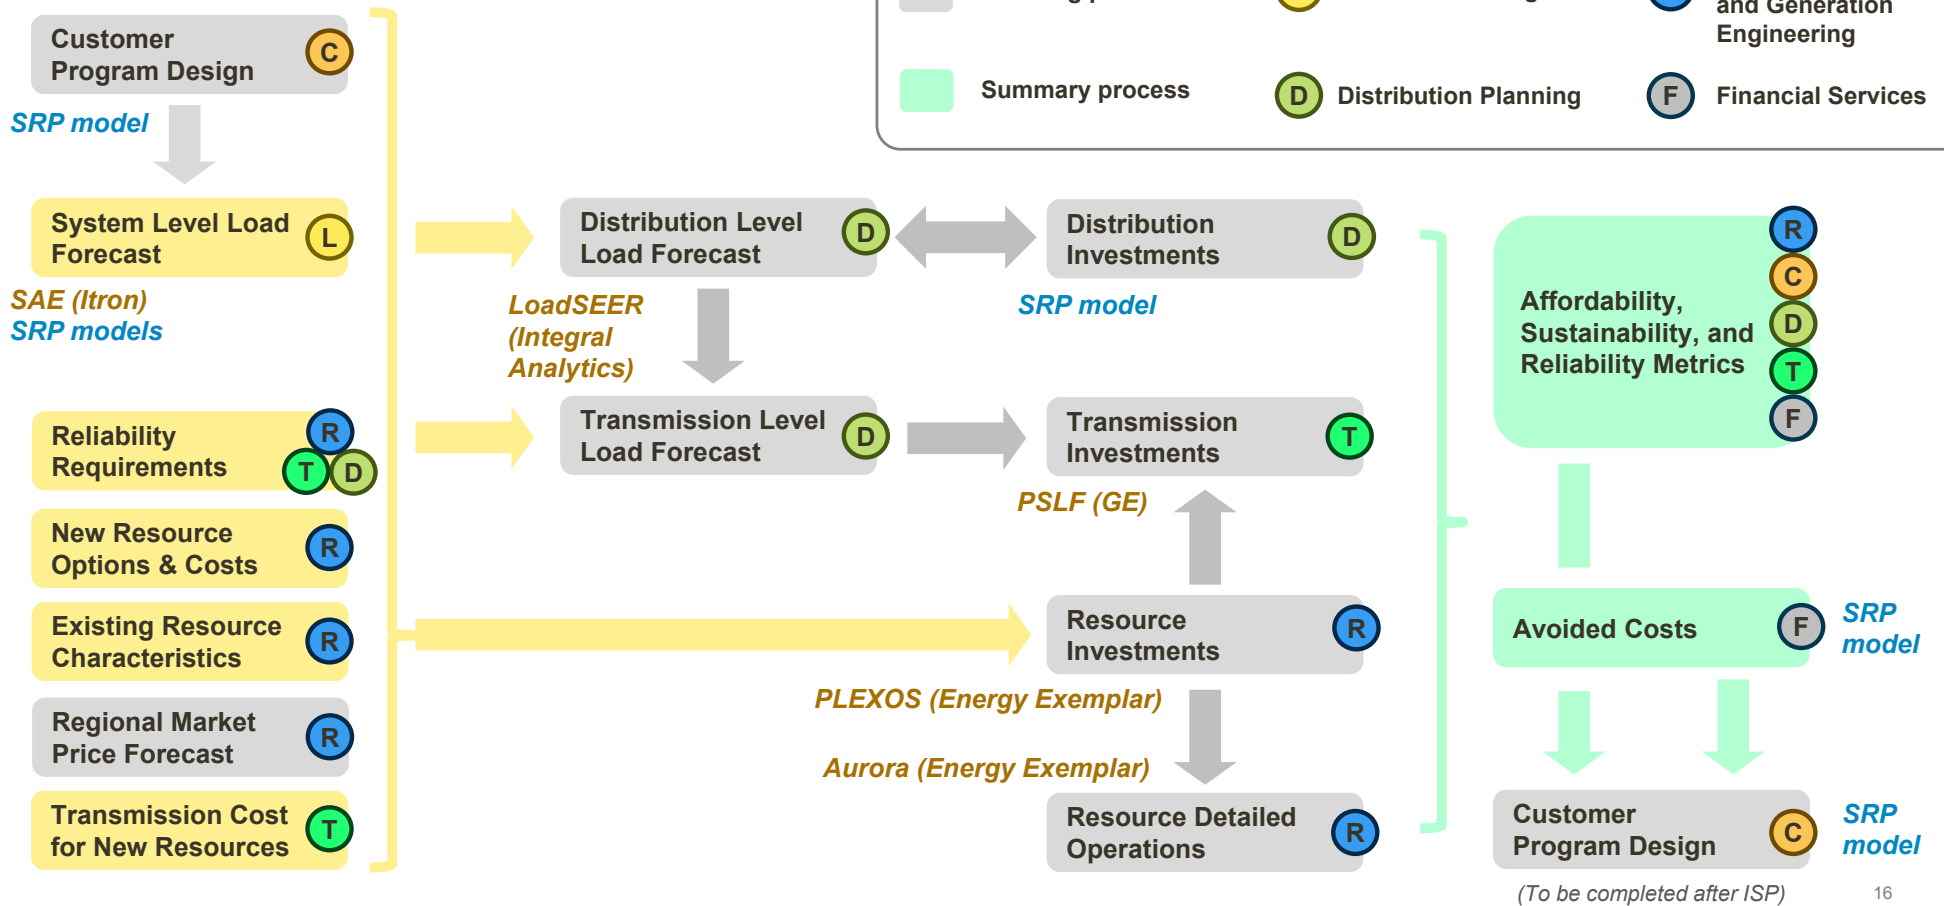 and Generation
Engineering
Summary process
D
Distribution Planning
F
Financial Services
Customer
Program Design
C
SRP model
System Level Load
Forecast
L
SAE (Itron)
SRP models
Reliability
Requirements
R
T
D
New Resource
Options & Costs
R
Existing Resource
Characteristics
R
Regional Market
Price Forecast
R
Transmission Cost
for New Resources
T
Distribution Level
Load Forecast
D
LoadSEER
(Integral
Analytics)
Transmission Level
Load Forecast
D
Distribution
Investments
D
SRP model
Transmission
Investments
T
PSLF (GE)
Resource
Investments
R
PLEXOS (Energy Exemplar)
Aurora (Energy Exemplar)
Resource Detailed
Operations
R
Affordability,
Sustainability, and
Reliability Metrics
R
C
D
T
F
Avoided Costs
F
SRP
model
Customer
Program Design
C
SRP
model
(To be completed after ISP)
16